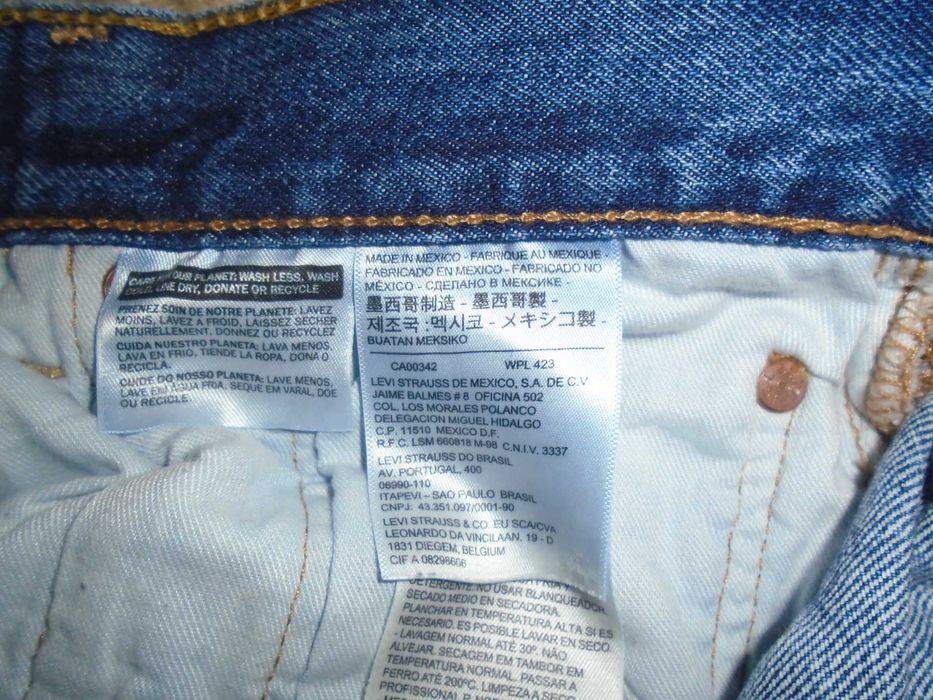 CARE FOR OUR PLANET: WASH LESS, WASH
COLD, LINE DRY, DONATE OR RECYCLE
PRENEZ SOIN DE NOTRE PLANETE: LAVEZ
MOINS, LAVEZ A FROID, LAISSEZ SECHER
NATURELLEMENT, DONNEZ OU RECYCLEZ
CUIDA NUESTRO PLANETA: LAVA MENOS,
LAVA EN FRIO, TIENDE LA ROPA, DONA O
RECICLA.
CUIDE DO NOSSO PLANETA: LAVE MENOS,
LAVE EM AGUA FRIA, SEQUE EM VARAL, DOE
OU RECICLE.
MADE IN MEXICO - FABRIQUE AU MEXIQUE -
FABRICADO EN MEXICO - FABRICADO NO
MÉXICO - СДЕЛАНО В МЕКСИКЕ -
墨西哥制造 - 墨西哥製 -
제조국 :멕시코 - メキシコ製 -
BUATAN MEKSIKO
CA00342 WPL 423
LEVI STRAUSS DE MEXICO, S.A. DE C.V
JAIME BALMES # 8 OFICINA 502
COL. LOS MORALES POLANCO
DELEGACION MIGUEL HIDALGO
C.P. 11510 MEXICO D.F.
R.F.C. LSM 660818 M-98 C.N.I.V. 3337
LEVI STRAUSS DO BRASIL
AV. PORTUGAL, 400
06990-110
ITAPEVI – SAO PAULO BRASIL
CNPJ: 43.351.097/0001-90
LEVI STRAUSS & CO. EU SCA/CVA
LEONARDO DA VINCILAAN, 19 - D
1831 DIEGEM, BELGIUM
CIF A 08298606
DETERGENTE. NO USAR BLANQUEADOR
SECADO MEDIO EN SECADORA.
PLANCHAR EN TEMPERATURA ALTA SI ES
NECESARIO. ES POSIBLE LAVAR EN SECO
- LAVAGEM NORMAL ATÉ 30º. NÃO
ALVEJAR. SECAGEM EM TAMBOR EM
TEMPERATURA NORMAL. PASSAR A
FERRO ATÉ 200ºC. LIMPEZA A SECO
PROFISSIONAL P